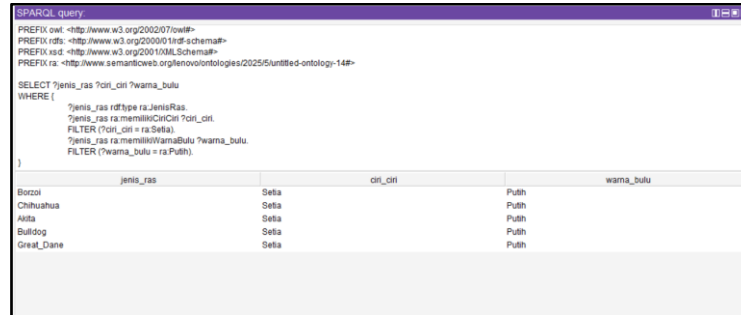 SPARQL query:
PREFIX owl: <http://www.w3.org/2002/07/owl#>
PREFIX rdfs: <http://www.w3.org/2000/01/rdf-schema#>
PREFIX xsd: <http://www.w3.org/2001/XMLSchema#>
PREFIX ra: <http://www.semanticweb.org/lenovo/ontologies/2025/5/untitled-ontology-14#>
SELECT ?jenis_ras ?ciri_ciri ?warna_bulu
WHERE {
?jenis_ras rdf:type ra:JenisRas.
?jenis_ras ra:memilikiCiriCiri ?ciri_ciri.
FILTER (?ciri_ciri = ra:Setia).
?jenis_ras ra:memilikiWarnaBulu ?warna_bulu.
FILTER (?warna_bulu = ra:Putih).
}
jenis_ras ciri_ciri warna_bulu
Borzoi Setia Putih
Chihuahua Setia Putih
Akita Setia Putih
Bulldog Setia Putih
Great_Dane Setia Putih